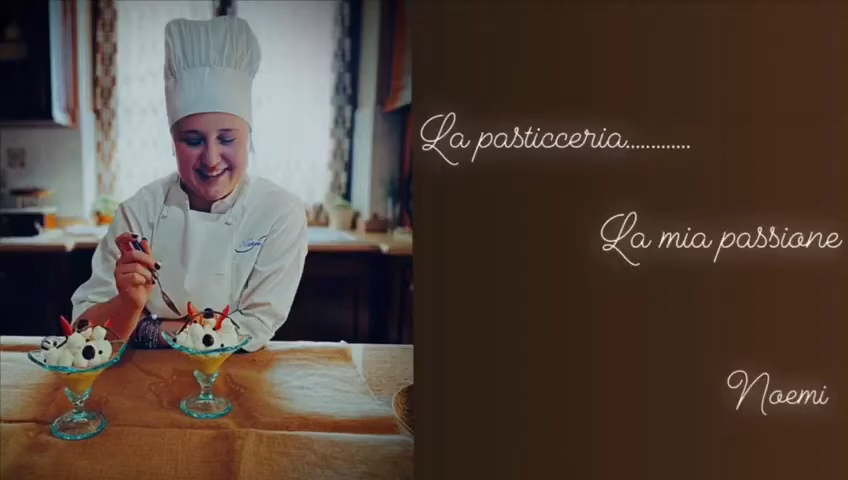 La pasticceria............
La mia passione
Noemi